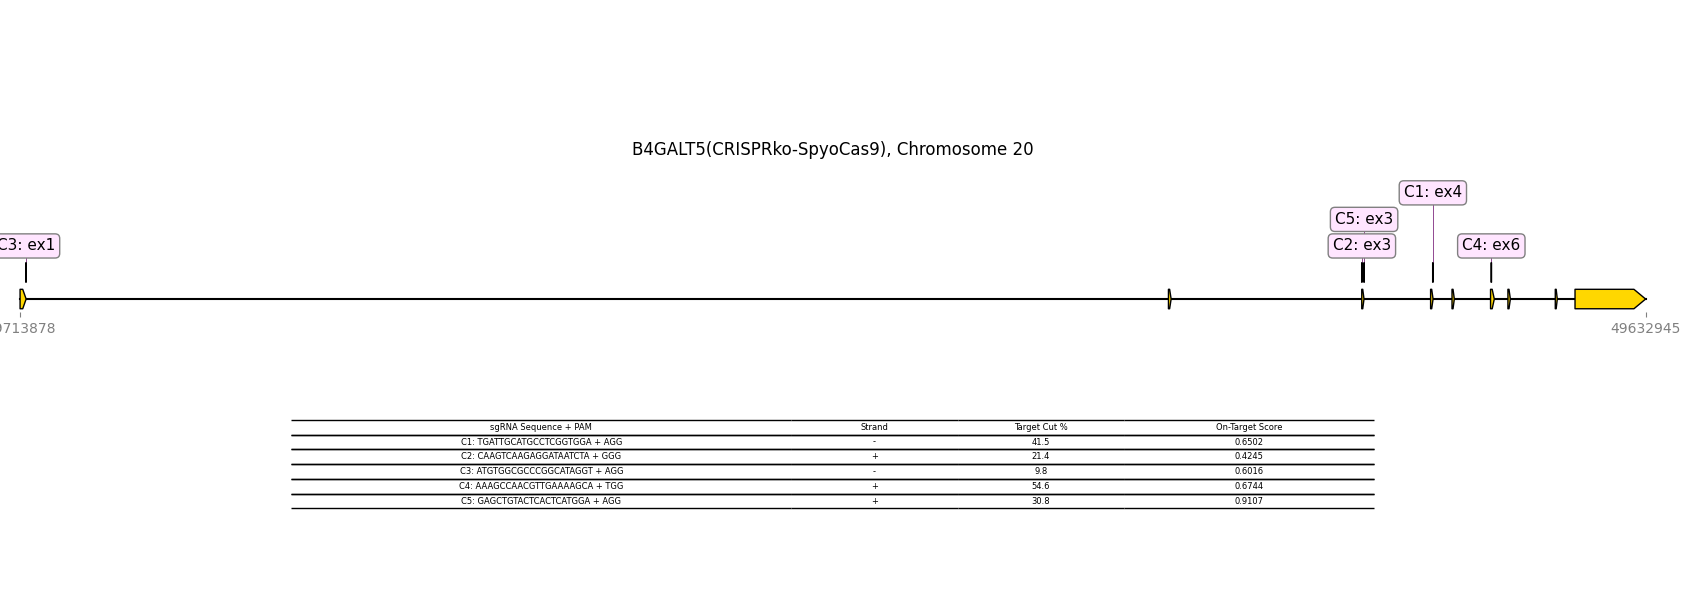 B4GALT5(CRISPRko-SpyoCas9), Chromosome 20
C1: ex4
C5: ex3
C3: ex1
C2: ex3
C4: ex6
9713878
49632945
sgRNA Sequence + PAM Strand Target Cut % On-Target Score
C1: TGATTGCATGCCTCGGTGGA + AGG - 41.5 0.6502
C2: CAAGTCAAGAGGATAATCTA + GGG + 21.4 0.4245
C3: ATGTGGCGCCCGGCATAGGT + AGG - 9.8 0.6016
C4: AAAGCCAACGTTGAAAAGCA + TGG + 54.6 0.6744
C5: GAGCTGTACTCACTCATGGA + AGG + 30.8 0.9107